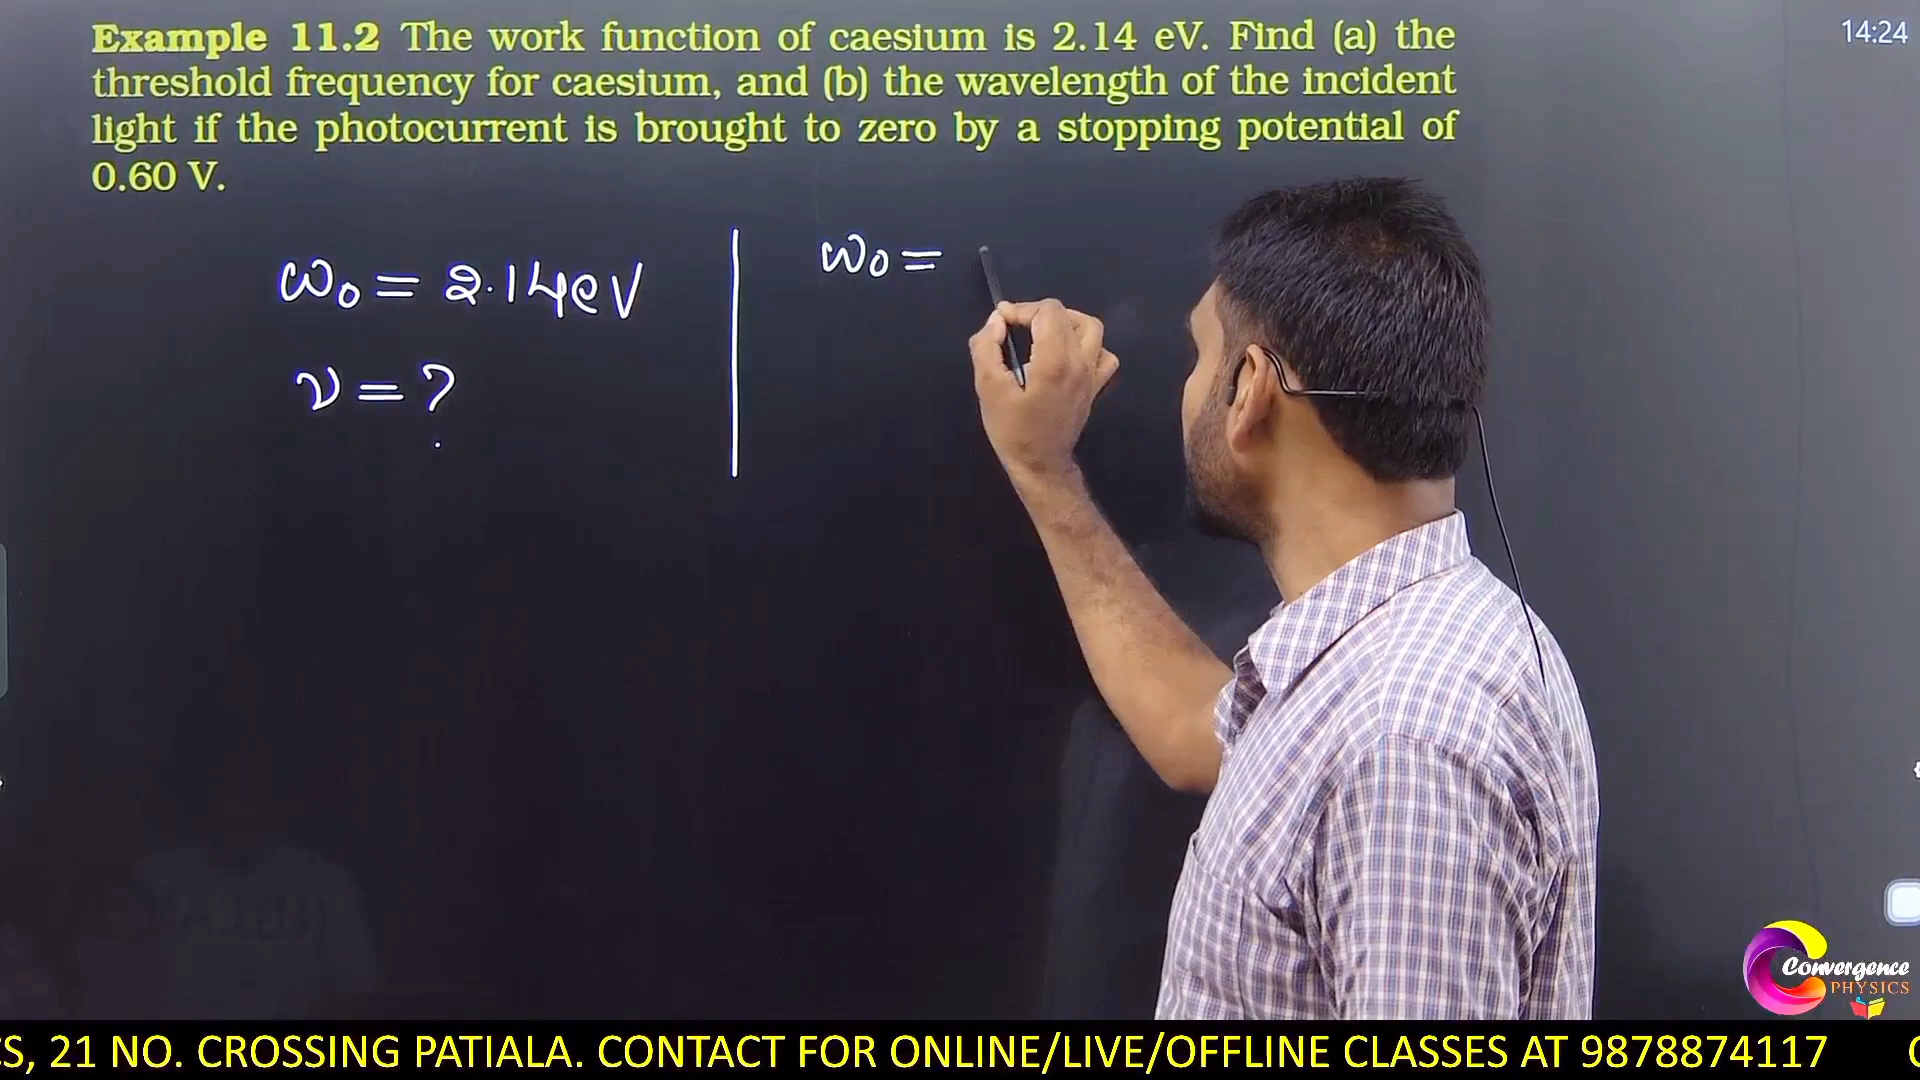 Example 11.2 The work function of caesium is 2.14 eV. Find (a) the
threshold frequency for caesium, and (b) the wavelength of the incident
light if the photocurrent is brought to zero by a stopping potential of
0.60 V.
14:24
ω₀ = 2.14eV
ν = ?
ω₀ =
Convergence
PHYSICS
CS, 21 NO. CROSSING PATIALA. CONTACT FOR ONLINE/LIVE/OFFLINE CLASSES AT 9878874117